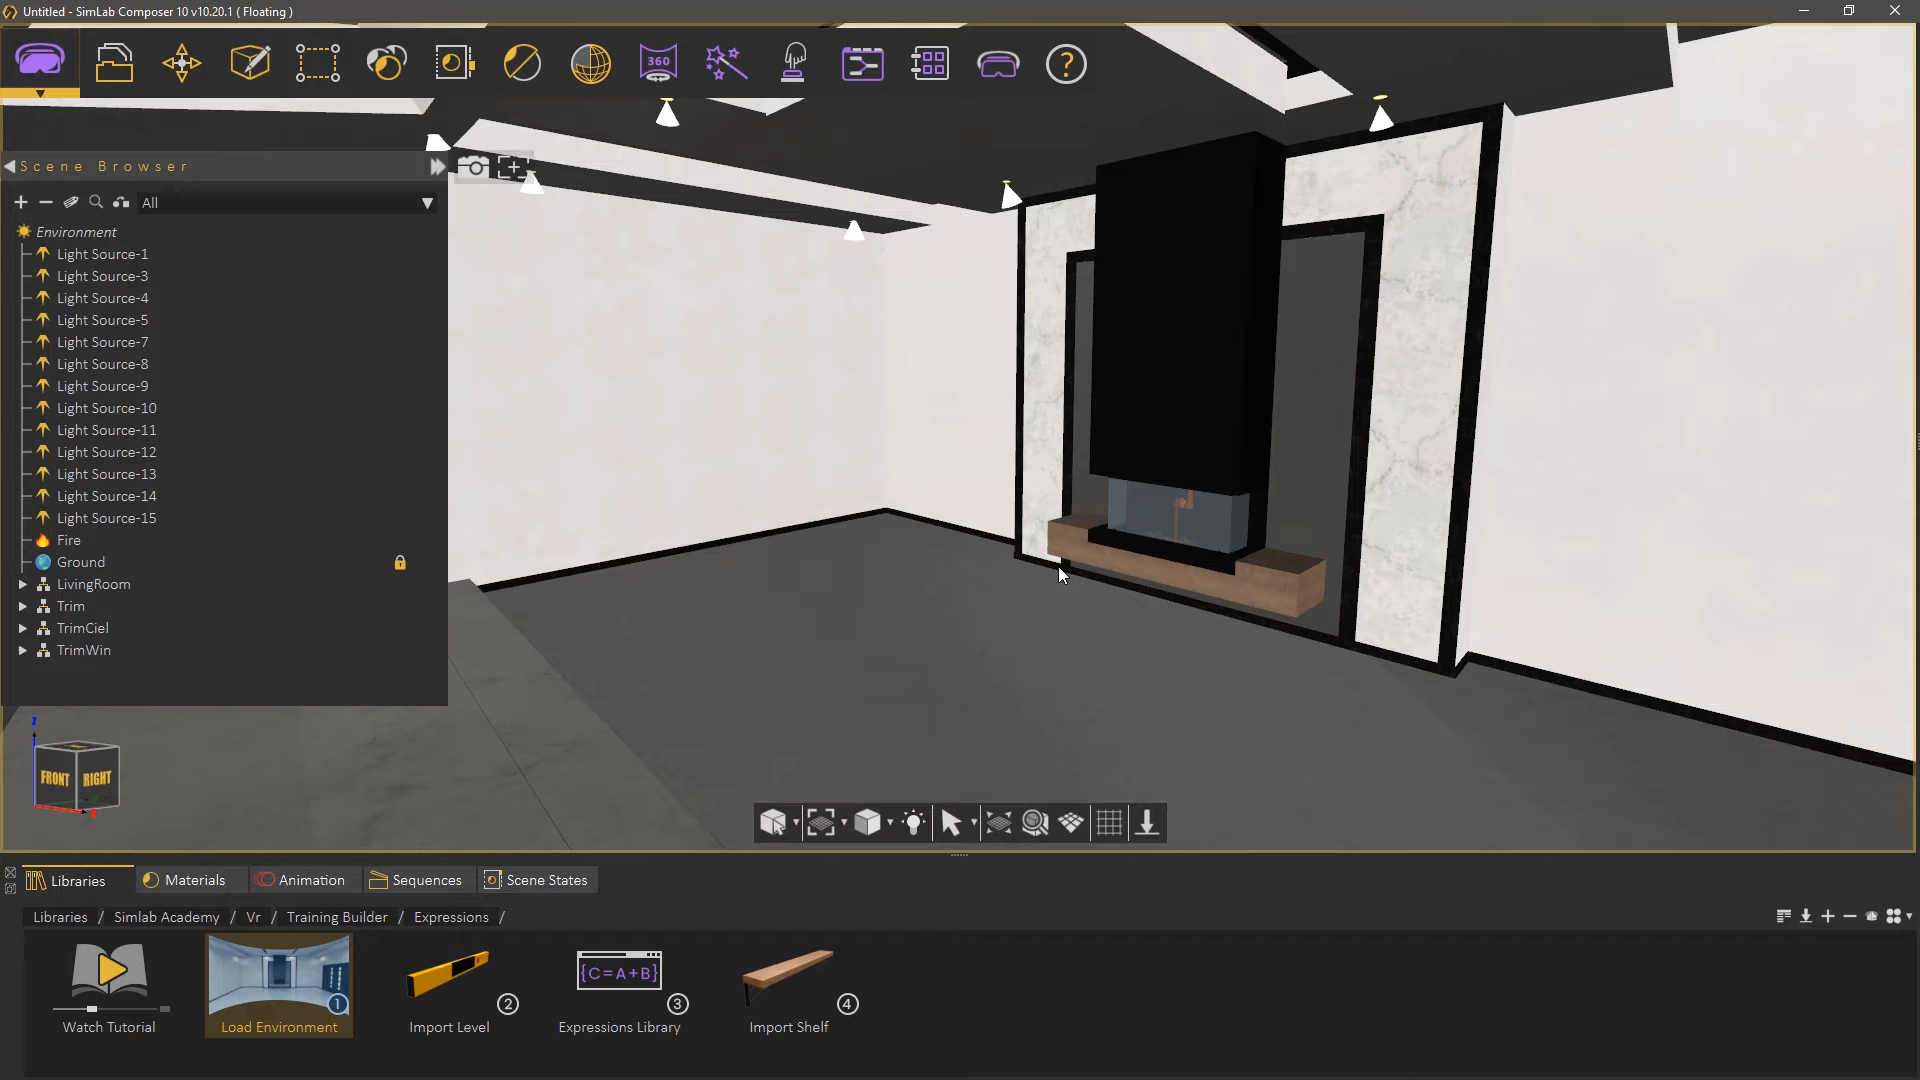 Untitled - SimLab Composer 10 v10.20.1 ( Floating )
360
Scene Browser
All
Environment
Light Source-1
Light Source-3
Light Source-4
Light Source-5
Light Source-7
Light Source-8
Light Source-9
Light Source-10
Light Source-11
Light Source-12
Light Source-13
Light Source-14
Light Source-15
Fire
Ground
LivingRoom
Trim
TrimCiel
TrimWin
z
FRONT RIGHT
Libraries Materials Animation Sequences Scene States
Libraries / Simlab Academy / Vr / Training Builder / Expressions /
{C=A+B}
1 2 3 4
Watch Tutorial Load Environment Import Level Expressions Library Import Shelf